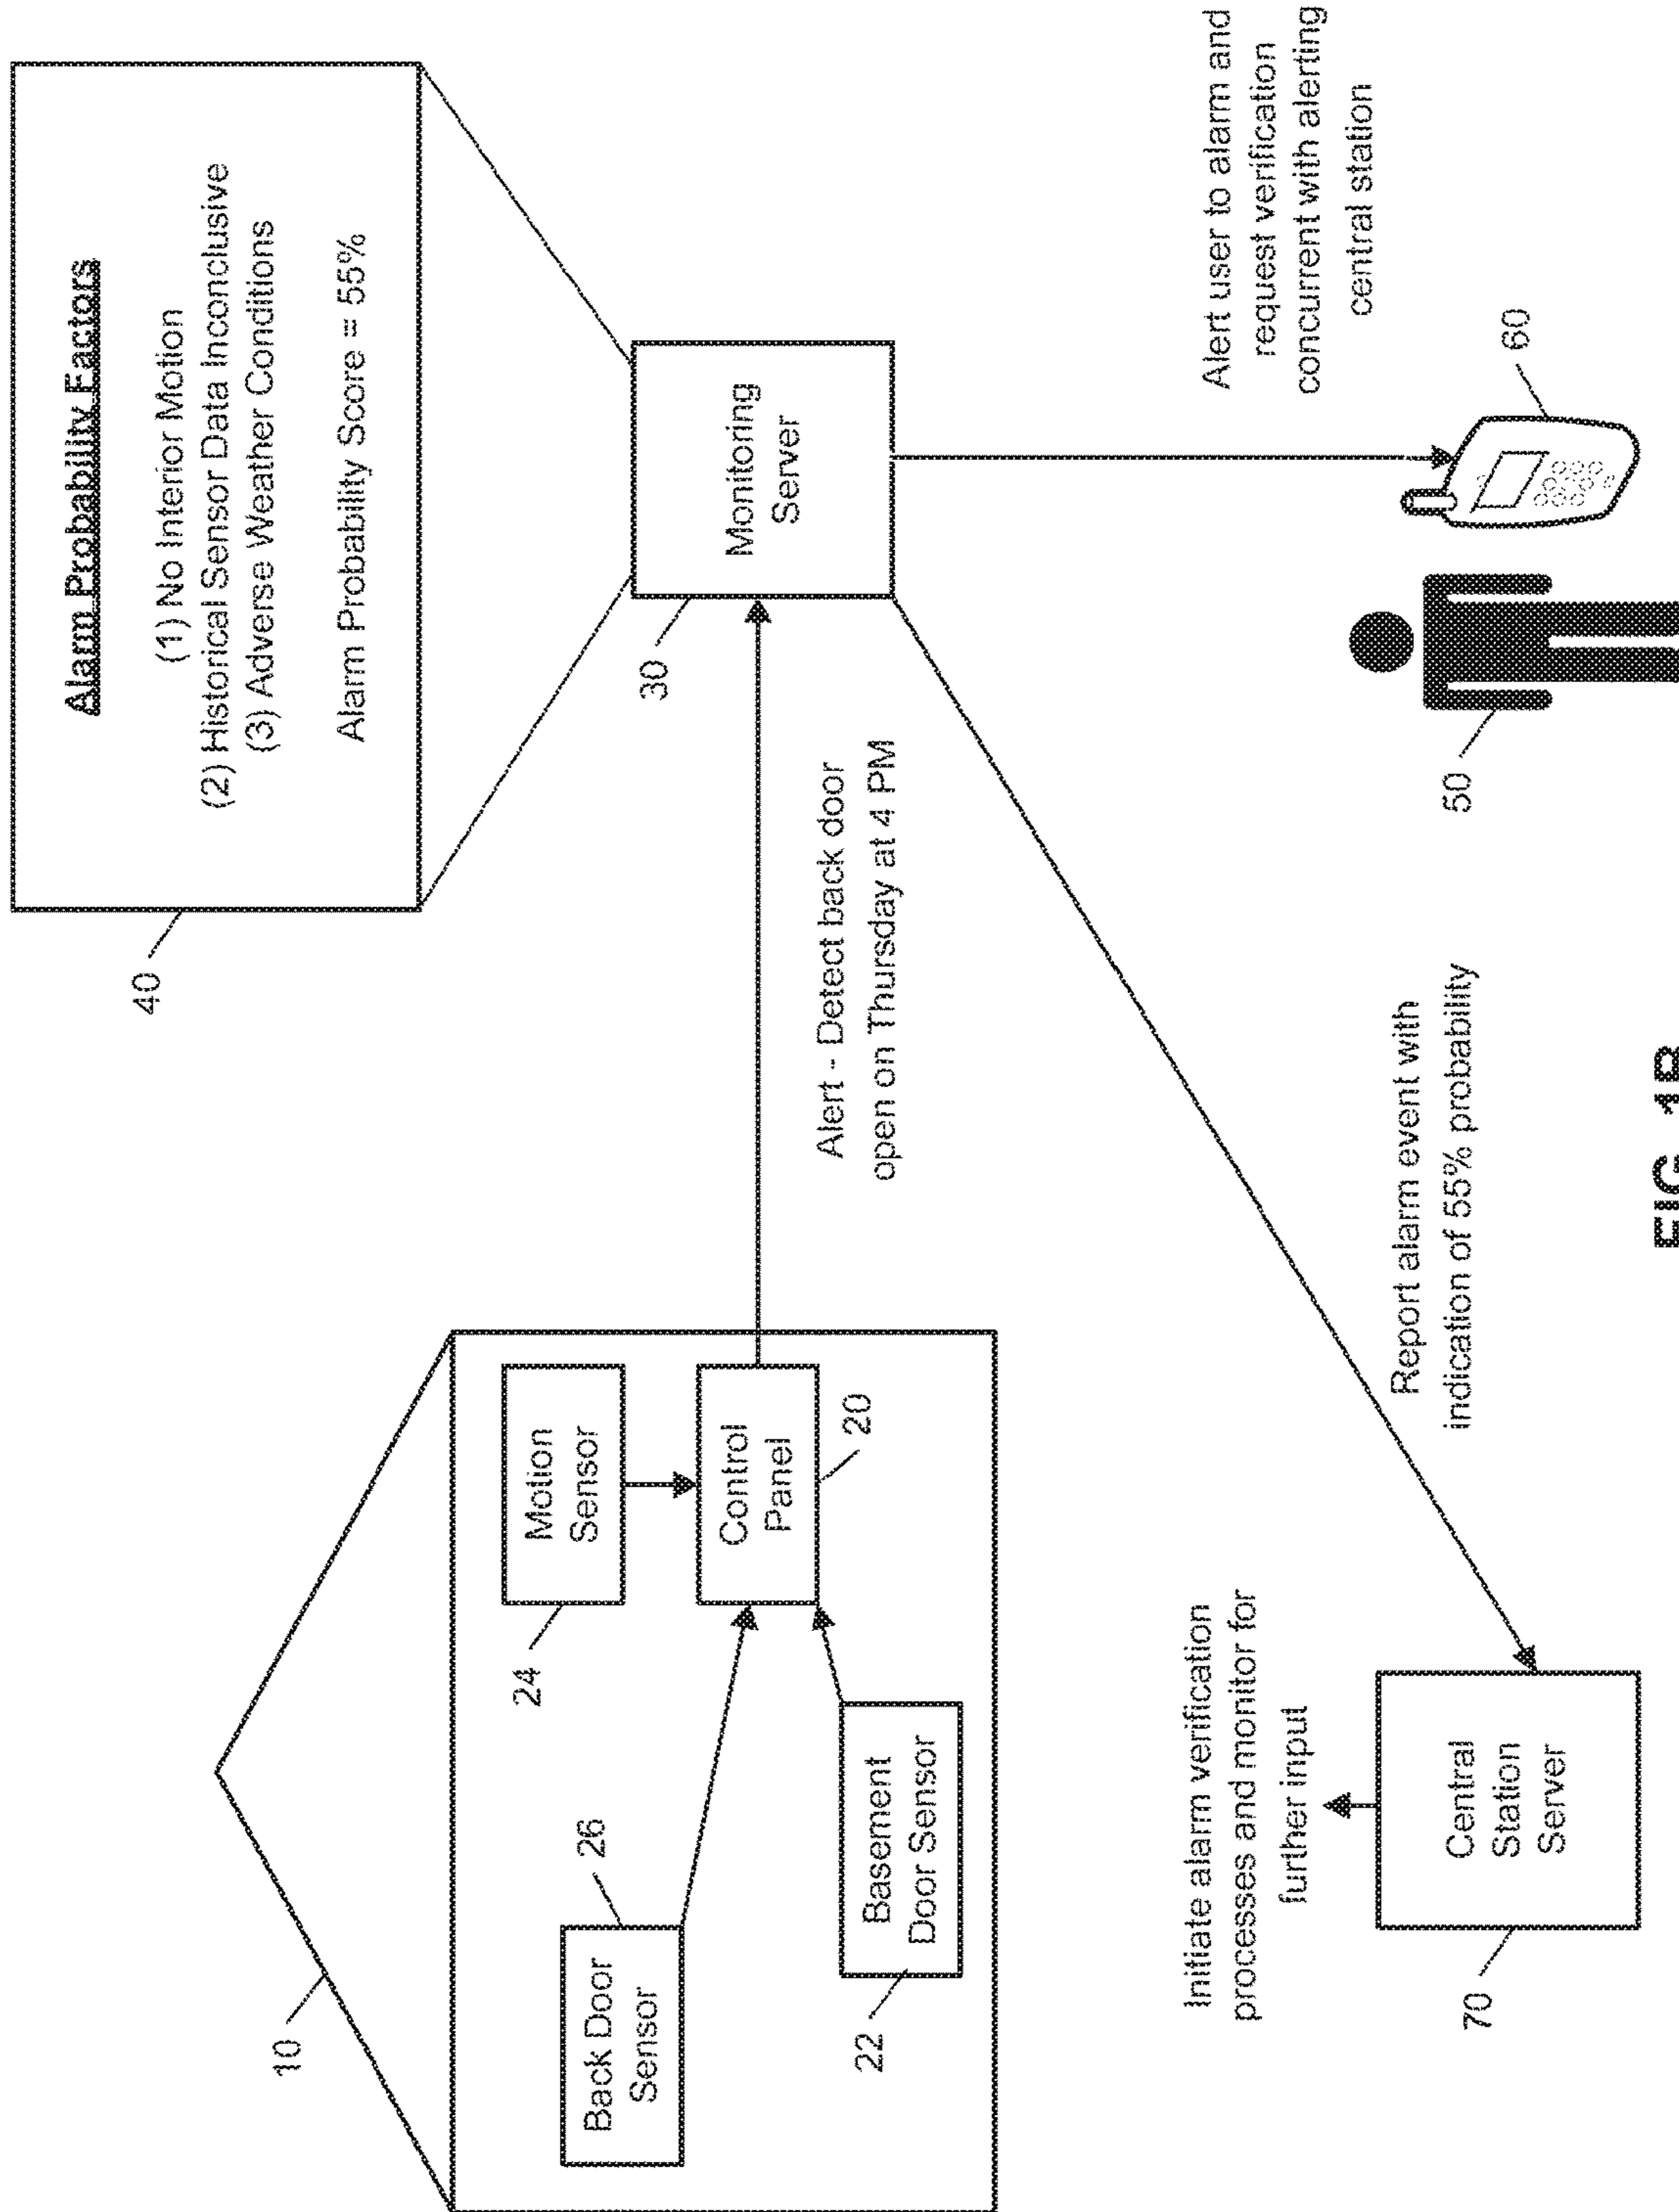 10
Back Door
Sensor
26
Motion
Sensor
24
Control
Panel
20
Basement
Door Sensor
22
Alert - Detect back door
open on Thursday at 4 PM
40
Alarm Probability Factors
(1) No Interior Motion
(2) Historical Sensor Data Inconclusive
(3) Adverse Weather Conditions
Alarm Probability Score = 55%
30
Monitoring
Server
Initiate alarm verification
processes and monitor for
further input
Central
Station
Server
70
Report alarm event with
indication of 55% probability
50
60
Alert user to alarm and
request verification
concurrent with alerting
central station
FIG. 1B